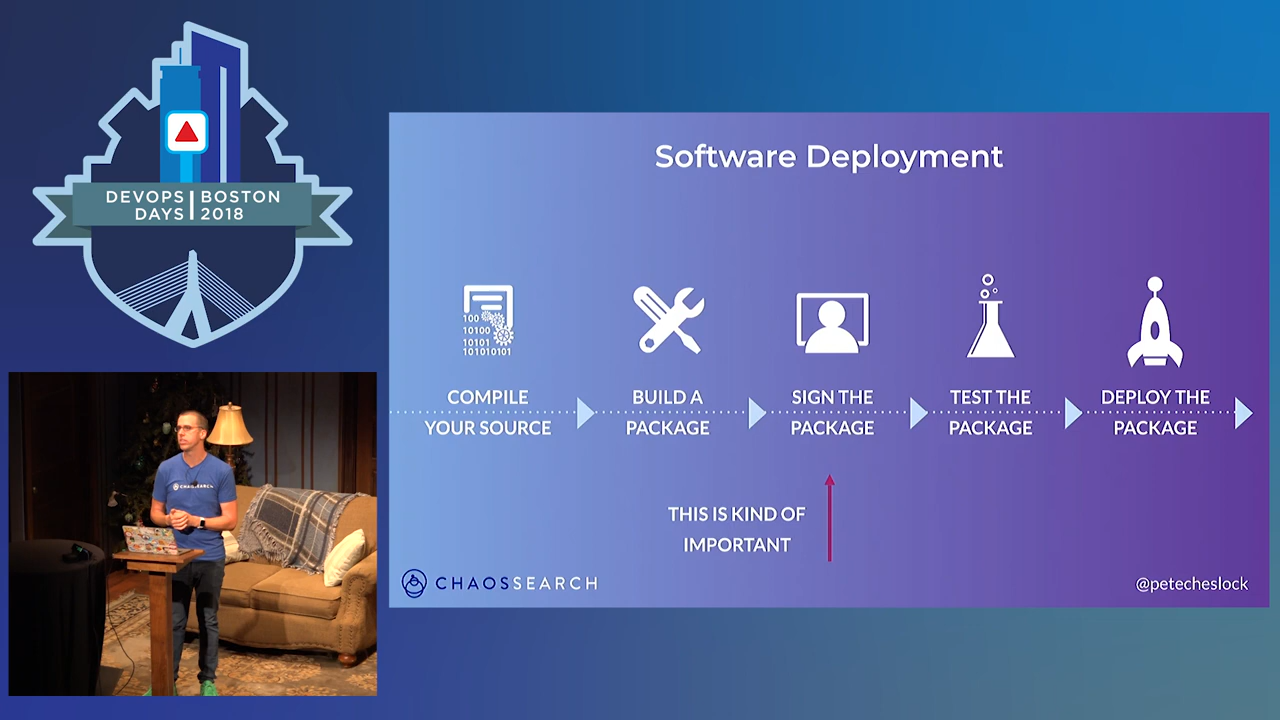 DEVOPS BOSTON
DAYS 2018
Software Deployment
100
10100
10101
101010101
COMPILE
YOUR SOURCE
BUILD A
PACKAGE
SIGN THE
PACKAGE
TEST THE
PACKAGE
DEPLOY THE
PACKAGE
THIS IS KIND OF
IMPORTANT
CHAOSSEARCH
@petecheslock
CHAOSSEARCH